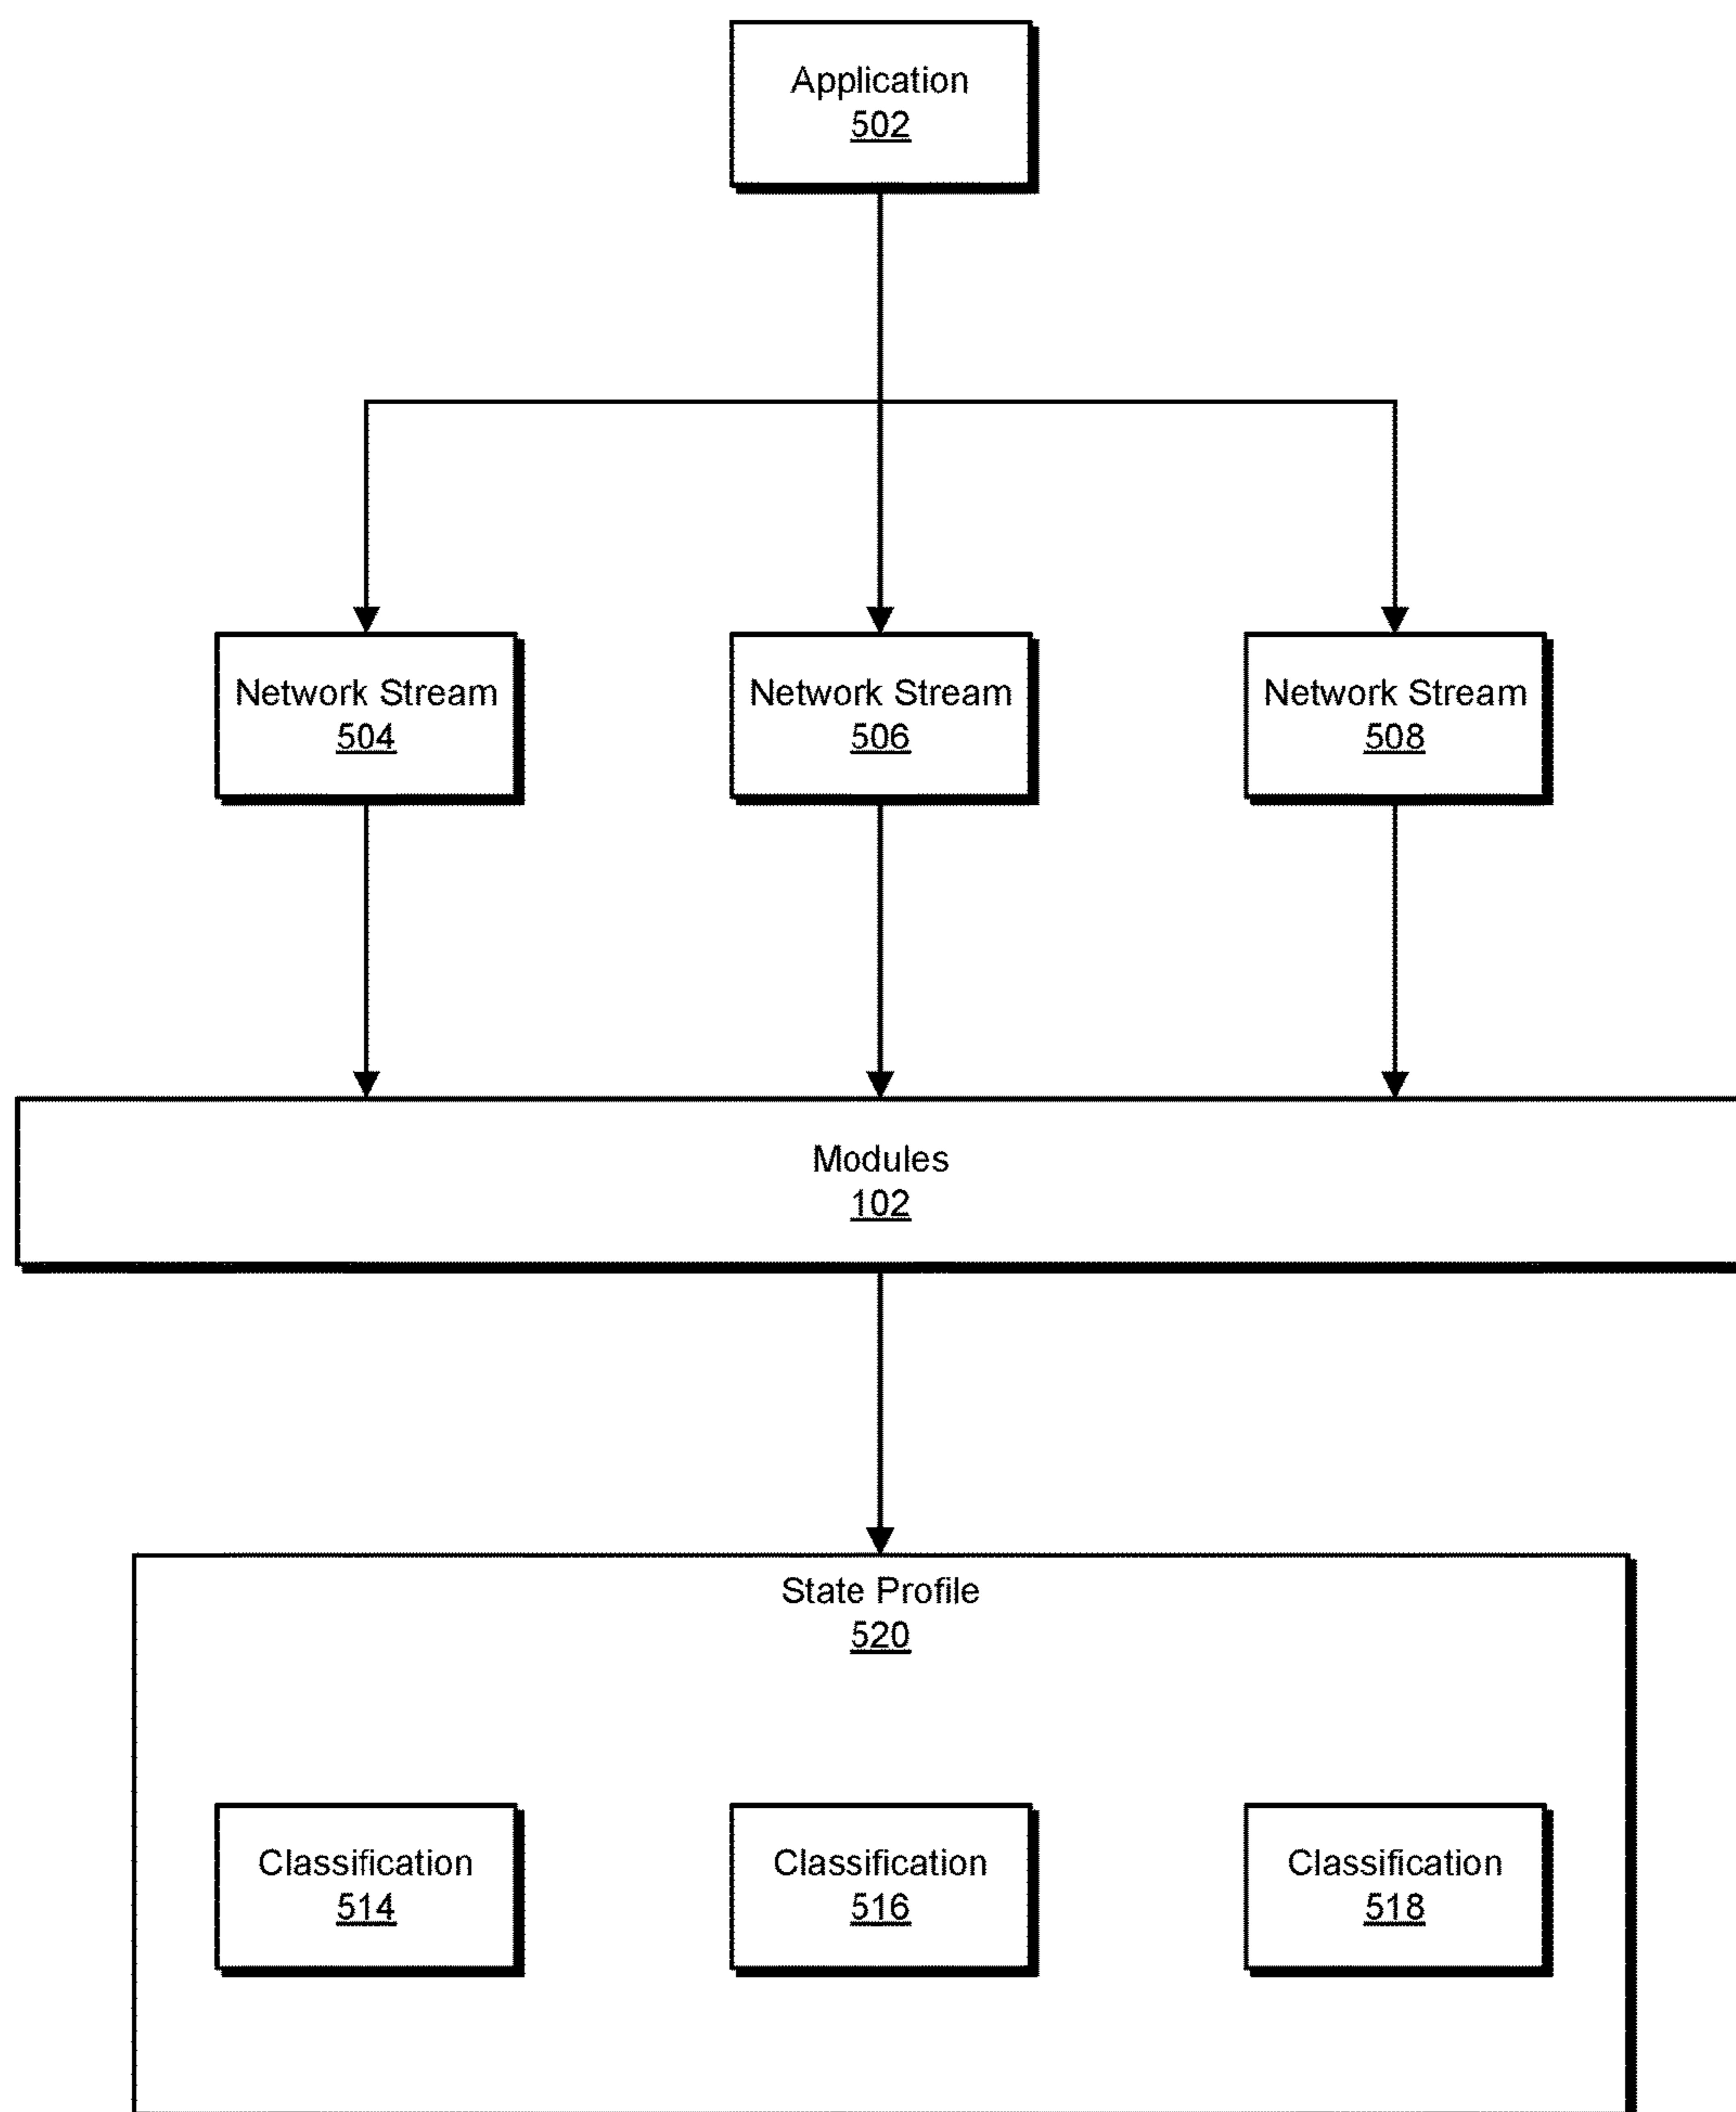 Application
502
Network Stream
504
Network Stream
506
Network Stream
508
Modules
102
State Profile
520
Classification
514
Classification
516
Classification
518